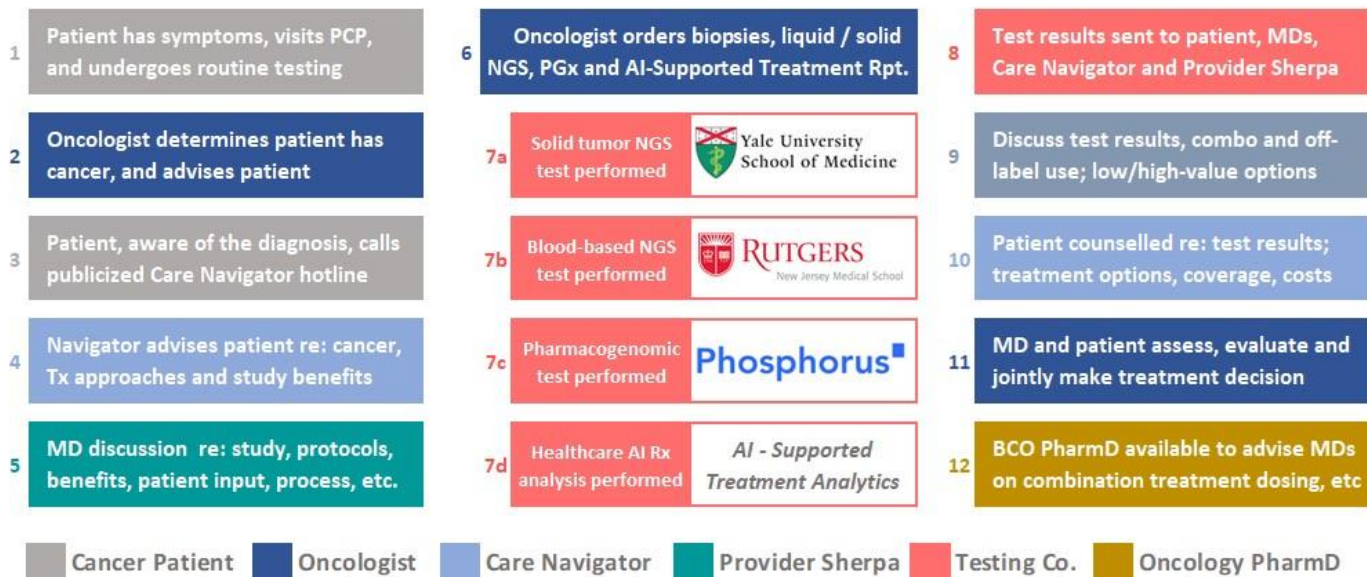 1
Patient has symptoms, visits PCP,
and undergoes routine testing
2
Oncologist determines patient has
cancer, and advises patient
3
Patient, aware of the diagnosis, calls
publicized Care Navigator hotline
4
Navigator advises patient re: cancer,
Tx approaches and study benefits
5
MD discussion re: study, protocols,
benefits, patient input, process, etc.
6
Oncologist orders biopsies, liquid / solid
NGS, PGx and AI-Supported Treatment Rpt.
7a
Solid tumor NGS
test performed
Yale University
School of Medicine
7b
Blood-based NGS
test performed
RUTGERS
New Jersey Medical School
7c
Pharmacogenomic
test performed
Phosphorus
7d
Healthcare AI Rx
analysis performed
AI - Supported
Treatment Analytics
8
Test results sent to patient, MDs,
Care Navigator and Provider Sherpa
9
Discuss test results, combo and off-
label use; low/high-value options
10
Patient counselled re: test results;
treatment options, coverage, costs
11
MD and patient assess, evaluate and
jointly make treatment decision
12
BCO PharmD available to advise MDs
on combination treatment dosing, etc
Cancer Patient
Oncologist
Care Navigator
Provider Sherpa
Testing Co.
Oncology PharmD